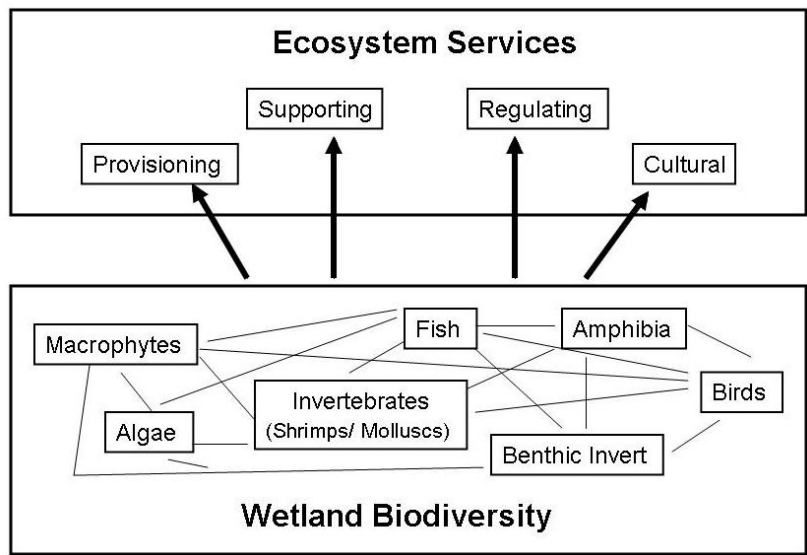 Ecosystem Services
Supporting
Regulating
Provisioning
Cultural
Fish
Amphibia
Macrophytes
Birds
Invertebrates
(Shrimps/ Molluscs)
Algae
Benthic Invert
Wetland Biodiversity